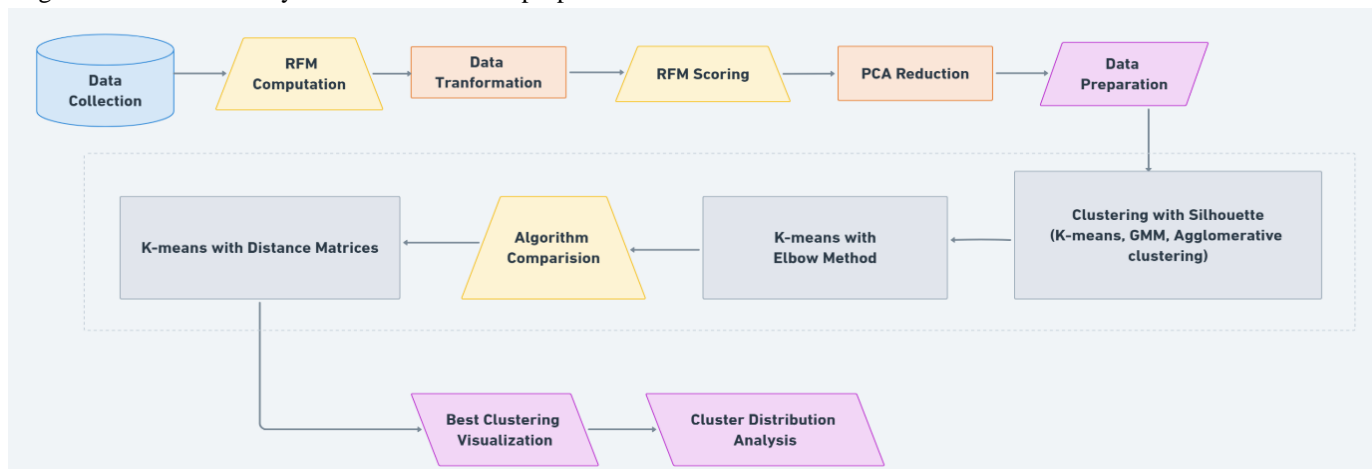 Data
Collection
RFM
Computation
Data
Tranformation
RFM Scoring
PCA Reduction
Data
Preparation
Clustering with Silhouette
(K-means, GMM, Agglomerative
clustering)
K-means with
Elbow Method
Algorithm
Comparision
K-means with Distance Matrices
Best Clustering
Visualization
Cluster Distribution
Analysis